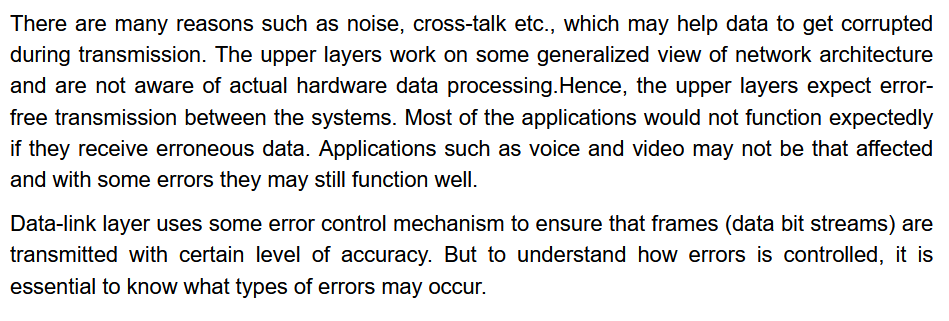 There are many reasons such as noise, cross-talk etc., which may help data to get corrupted
during transmission. The upper layers work on some generalized view of network architecture
and are not aware of actual hardware data processing.Hence, the upper layers expect error-
free transmission between the systems. Most of the applications would not function expectedly
if they receive erroneous data. Applications such as voice and video may not be that affected
and with some errors they may still function well.
Data-link layer uses some error control mechanism to ensure that frames (data bit streams) are
transmitted with certain level of accuracy. But to understand how errors is controlled, it is
essential to know what types of errors may occur.